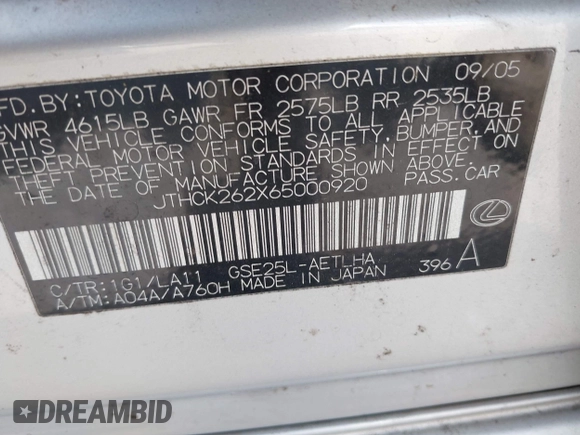 MFD.BY:TOYOTA MOTOR CORPORATION 09/05
GVWR 4615LB GAWR FR 2575LB RR 2535LB
THIS VEHICLE CONFORMS TO ALL APPLICABLE
FEDERAL MOTOR VEHICLE SAFETY,BUMPER,AND
THEFT PREVENTION STANDARDS IN EFFECT ON
THE DATE OF MANUFACTURE SHOWN ABOVE.
JTHCK262X65000920 PASS.CAR
C/TR:1G1/LA11 GSE25L-AETLHA
A/TM:A04A/A760H MADE IN JAPAN 396 A
DREAMBID